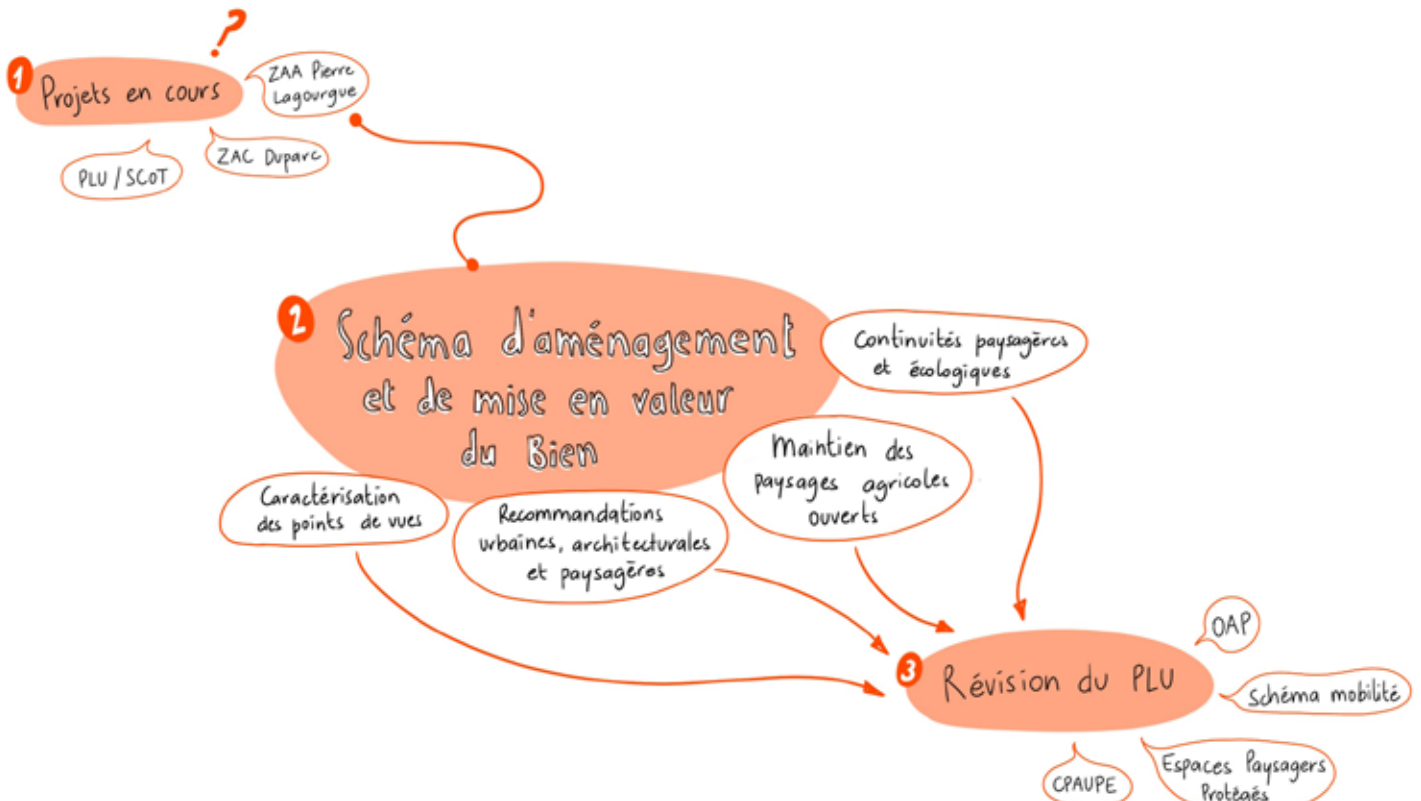 ?
1
Projets en cours
ZAA Pierre
Lagourgue
ZAC Duparc
PLU / SCOT
2
Schéma d'aménagement
et de mise en valeur
du Bien
Continuités paysagères
et écologiques
Maintien des
paysages agricoles
ouverts
Caractérisation
des points de vues
Recommandations
urbaines, architecturales
et paysagères
3
Révision du PLU
OAP
Schéma mobilité
Espaces Paysagers
Protégés
CPAUPE